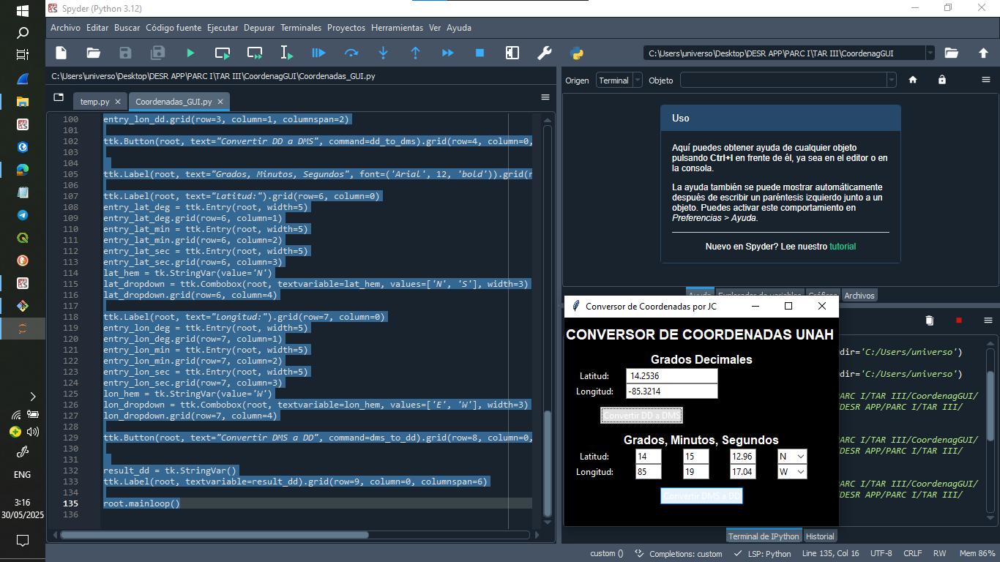 Spyder (Python 3.12)
Archivo Editar Buscar Código fuente Ejecutar Depurar Terminales Proyectos Herramientas Ver Ayuda
C:\Users\universo\Desktop\DESR APP\PARC I\TAR III\CoordenagGUI
C:\Users\universo\Desktop\DESR APP\PARC I\TAR III\CoordenagGUI\Coordenadas_GUI.py
temp.py
Coordenadas_GUI.py
100 entry_lon_dd.grid(row=3, column=1, columnspan=2)
101
102 ttk.Button(root, text="Convertir DD a DMS", command=dd_to_dms).grid(row=4, column=0,
103
104
105 ttk.Label(root, text="Grados, Minutos, Segundos", font=('Arial', 12, 'bold')).grid(r
106
107 ttk.Label(root, text="Latitud:").grid(row=6, column=0)
108 entry_lat_deg = ttk.Entry(root, width=5)
109 entry_lat_deg.grid(row=6, column=1)
110 entry_lat_min = ttk.Entry(root, width=5)
111 entry_lat_min.grid(row=6, column=2)
112 entry_lat_sec = ttk.Entry(root, width=5)
113 entry_lat_sec.grid(row=6, column=3)
114 lat_hem = tk.StringVar(value='N')
115 lat_dropdown = ttk.Combobox(root, textvariable=lat_hem, values=['N', 'S'], width=3)
116 lat_dropdown.grid(row=6, column=4)
117
118 ttk.Label(root, text="Longitud:").grid(row=7, column=0)
119 entry_lon_deg = ttk.Entry(root, width=5)
120 entry_lon_deg.grid(row=7, column=1)
121 entry_lon_min = ttk.Entry(root, width=5)
122 entry_lon_min.grid(row=7, column=2)
123 entry_lon_sec = ttk.Entry(root, width=5)
124 entry_lon_sec.grid(row=7, column=3)
125 lon_hem = tk.StringVar(value='W')
126 lon_dropdown = ttk.Combobox(root, textvariable=lon_hem, values=['E', 'W'], width=3)
127 lon_dropdown.grid(row=7, column=4)
128
129 ttk.Button(root, text="Convertir DMS a DD", command=dms_to_dd).grid(row=8, column=0,
130
131
132 result_dd = tk.StringVar()
133 ttk.Label(root, textvariable=result_dd).grid(row=9, column=0, columnspan=6)
134
135 root.mainloop()
136
Origen Terminal Objeto
Uso
Aquí puedes obtener ayuda de cualquier objeto
pulsando Ctrl+I en frente de él, ya sea en el editor o en
la consola.
La ayuda también se puede mostrar automáticamente
después de escribir un paréntesis izquierdo junto a un
objeto. Puedes activar este comportamiento en
Preferencias > Ayuda.
Nuevo en Spyder? Lee nuestro tutorial
Ayuda Explorador de variables Gráficos Archivos
Conversor de Coordenadas por JC
CONVERSOR DE COORDENADAS UNAH
Grados Decimales
Latitud: 14.2536
Longitud: -85.3214
Convertir DD a DMS
Grados, Minutos, Segundos
Latitud: 14 15 12.96 N
Longitud: 85 19 17.04 W
Convertir DMS a DD
dir='C:/Users/universo')
dir='C:/Users/universo')
PARC I/TAR III/CoordenagGUI/
/DESR APP/PARC I/TAR III/
PARC I/TAR III/CoordenagGUI/
/DESR APP/PARC I/TAR III/
PARC I/TAR III/CoordenagGUI/
/DESR APP/PARC I/TAR III/
Terminal de IPython Historial
custom () Completions: custom LSP: Python Line 135, Col 16 UTF-8 CRLF RW Mem 86%
ENG
3:16
30/05/2025